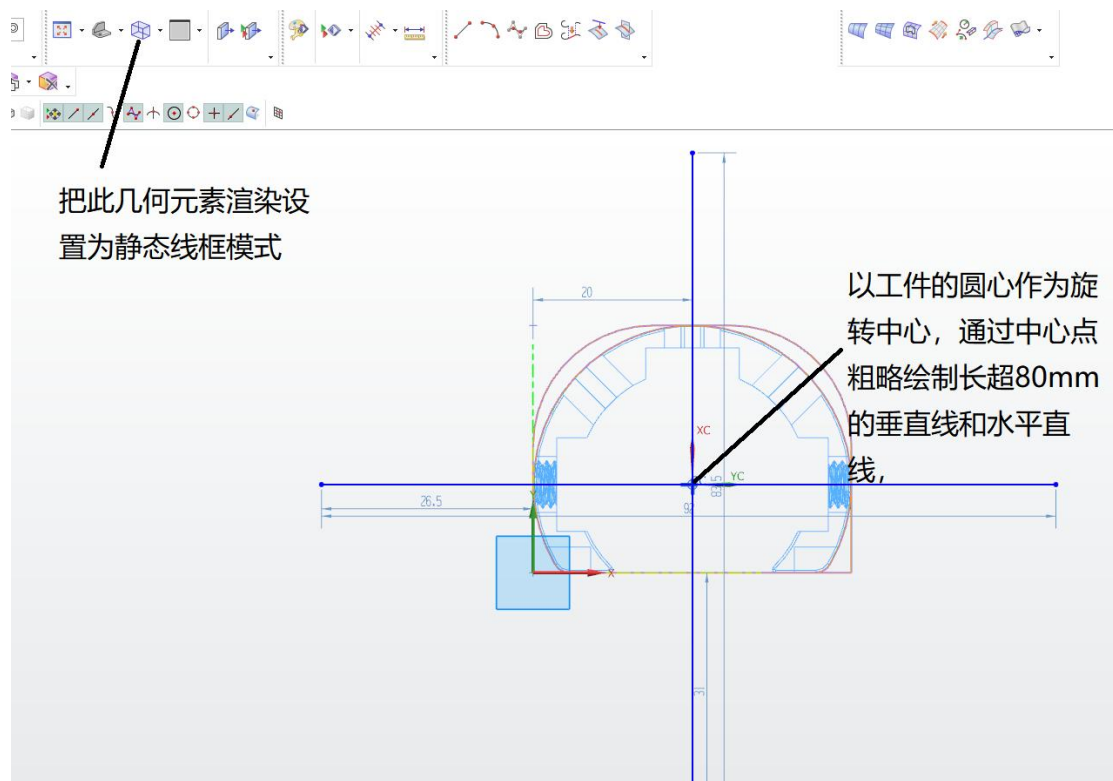 把此几何元素渲染设
置为静态线框模式
以工件的圆心作为旋
转中心，通过中心点
粗略绘制长超80mm
的垂直线和水平直
线，
20
XC
YC
83.5
26.5
92
Y
X
31